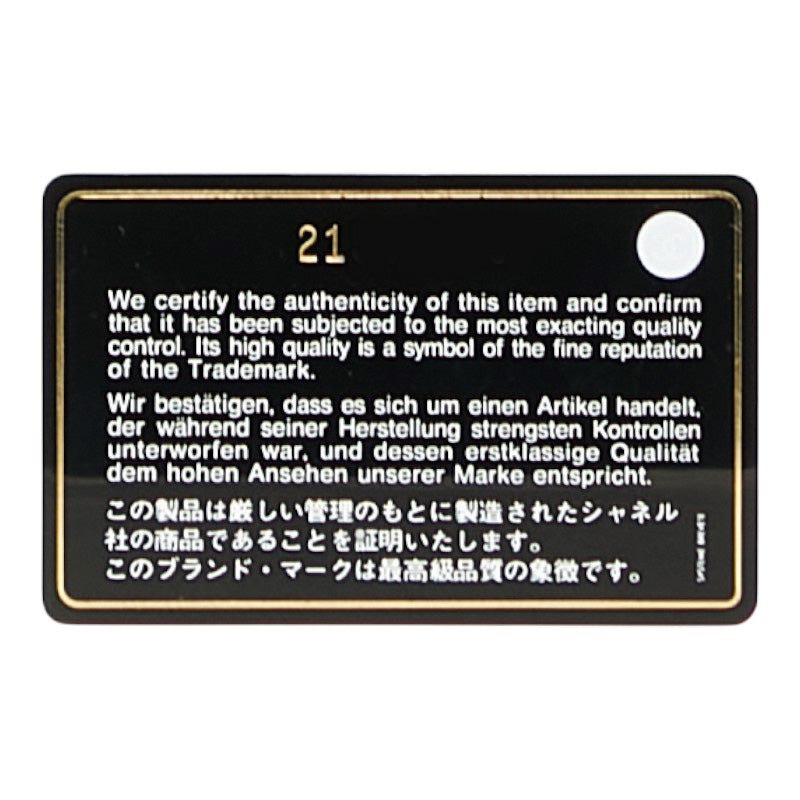 21
We certify the authenticity of this item and confirm
that it has been subjected to the most exacting quality
control. Its high quality is a symbol of the fine reputation
of the Trademark.
Wir bestätigen, dass es sich um einen Artikel handelt,
der während seiner Herstellung strengsten Kontrollen
unterworfen war, und dessen erstklassige Qualität
dem hohen Ansehen unserer Marke entspricht.
この製品は厳しい管理のもとに製造されたシャネル
社の商品であることを証明いたします。
このブランド・マークは最高級品質の象徴です。